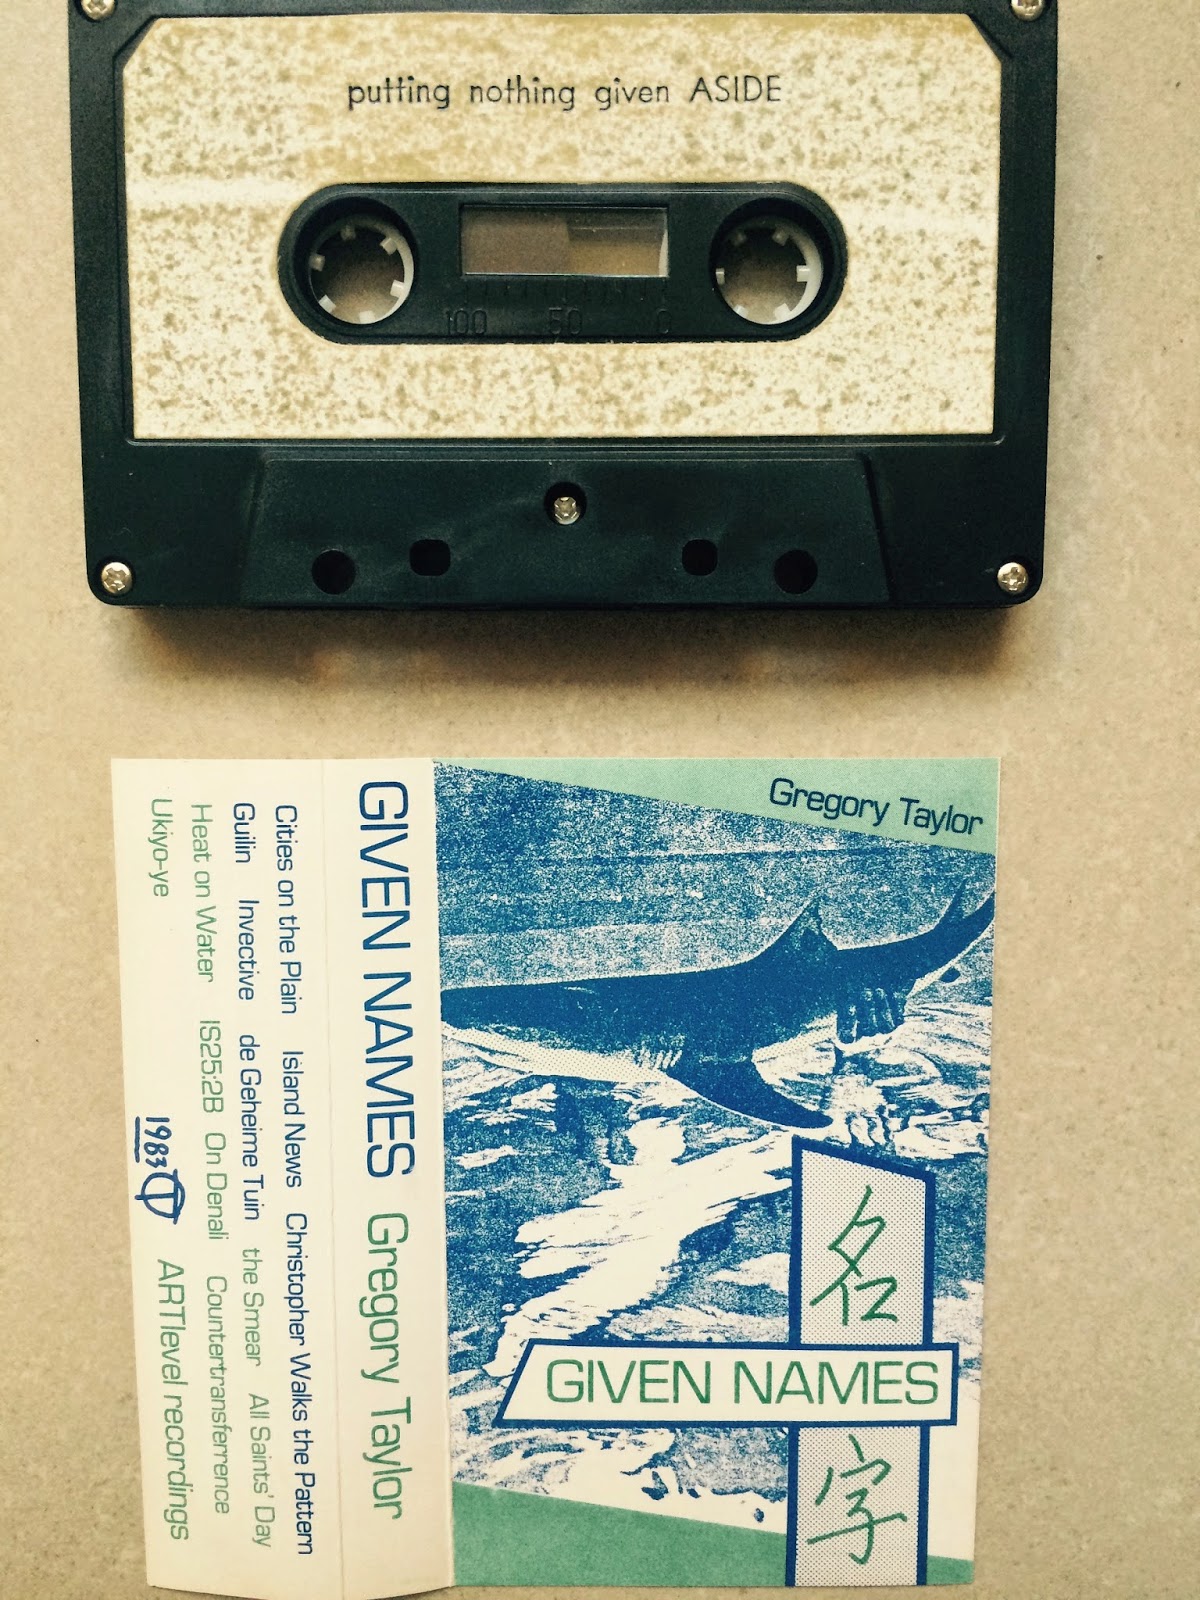 putting nothing given ASIDE
100 50 0
Gregory Taylor
名
GIVEN NAMES
字
GIVEN NAMES Gregory Taylor
Cities on the Plain Island News Christopher Walks the Pattern
Guilin Invective de Geheime Tuin the Smear All Saints' Day
Heat on Water IS25:2B On Denali Countertransferrence
Ukiyo-ye 1983 ARTlevel recordings